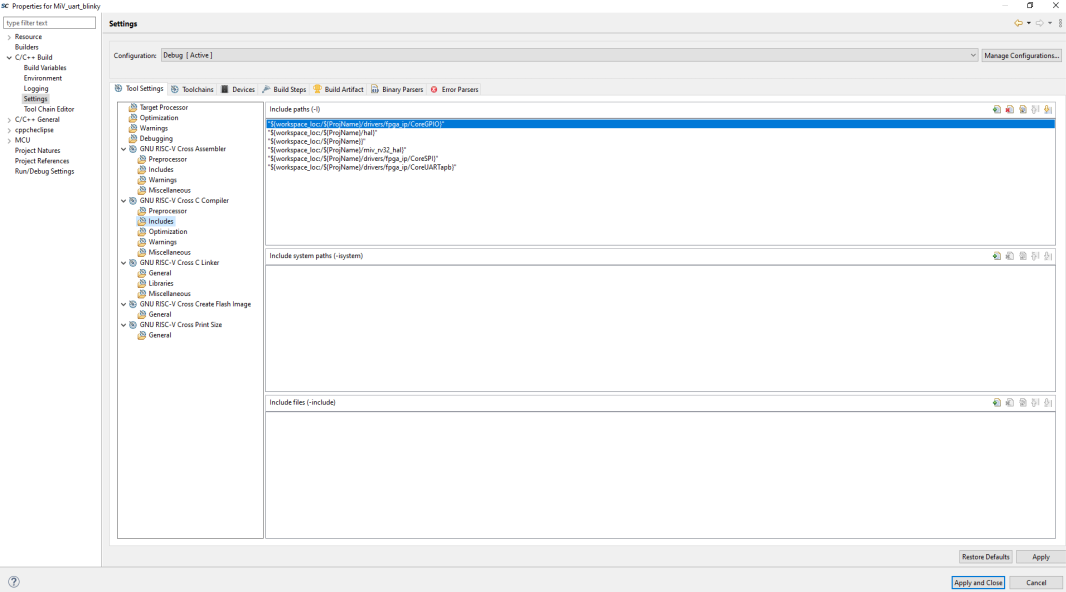 SC Properties for MiV_uart_blinky
type filter text
Resource
Builders
C/C++ Build
Build Variables
Environment
Logging
Settings
Tool Chain Editor
C/C++ General
cppcheclipse
MCU
Project Natures
Project References
Run/Debug Settings
Settings
Configuration: Debug [ Active ]
Manage Configurations...
Tool Settings Toolchains Devices Build Steps Build Artifact Binary Parsers Error Parsers
Target Processor
Optimization
Warnings
Debugging
GNU RISC-V Cross Assembler
Preprocessor
Includes
Warnings
Miscellaneous
GNU RISC-V Cross C Compiler
Preprocessor
Includes
Optimization
Warnings
Miscellaneous
GNU RISC-V Cross C Linker
General
Libraries
Miscellaneous
GNU RISC-V Cross Create Flash Image
General
GNU RISC-V Cross Print Size
General
Include paths (-I)
"${workspace_loc:/${ProjName}/drivers/fpga_ip/CoreGPIO}"
"${workspace_loc:/${ProjName}/hal}"
"${workspace_loc:/${ProjName}}"
"${workspace_loc:/${ProjName}/miv_rv32_hal}"
"${workspace_loc:/${ProjName}/drivers/fpga_ip/CoreSPI}"
"${workspace_loc:/${ProjName}/drivers/fpga_ip/CoreUARTapb}"
Include system paths (-isystem)
Include files (-include)
Restore Defaults Apply
? Apply and Close Cancel